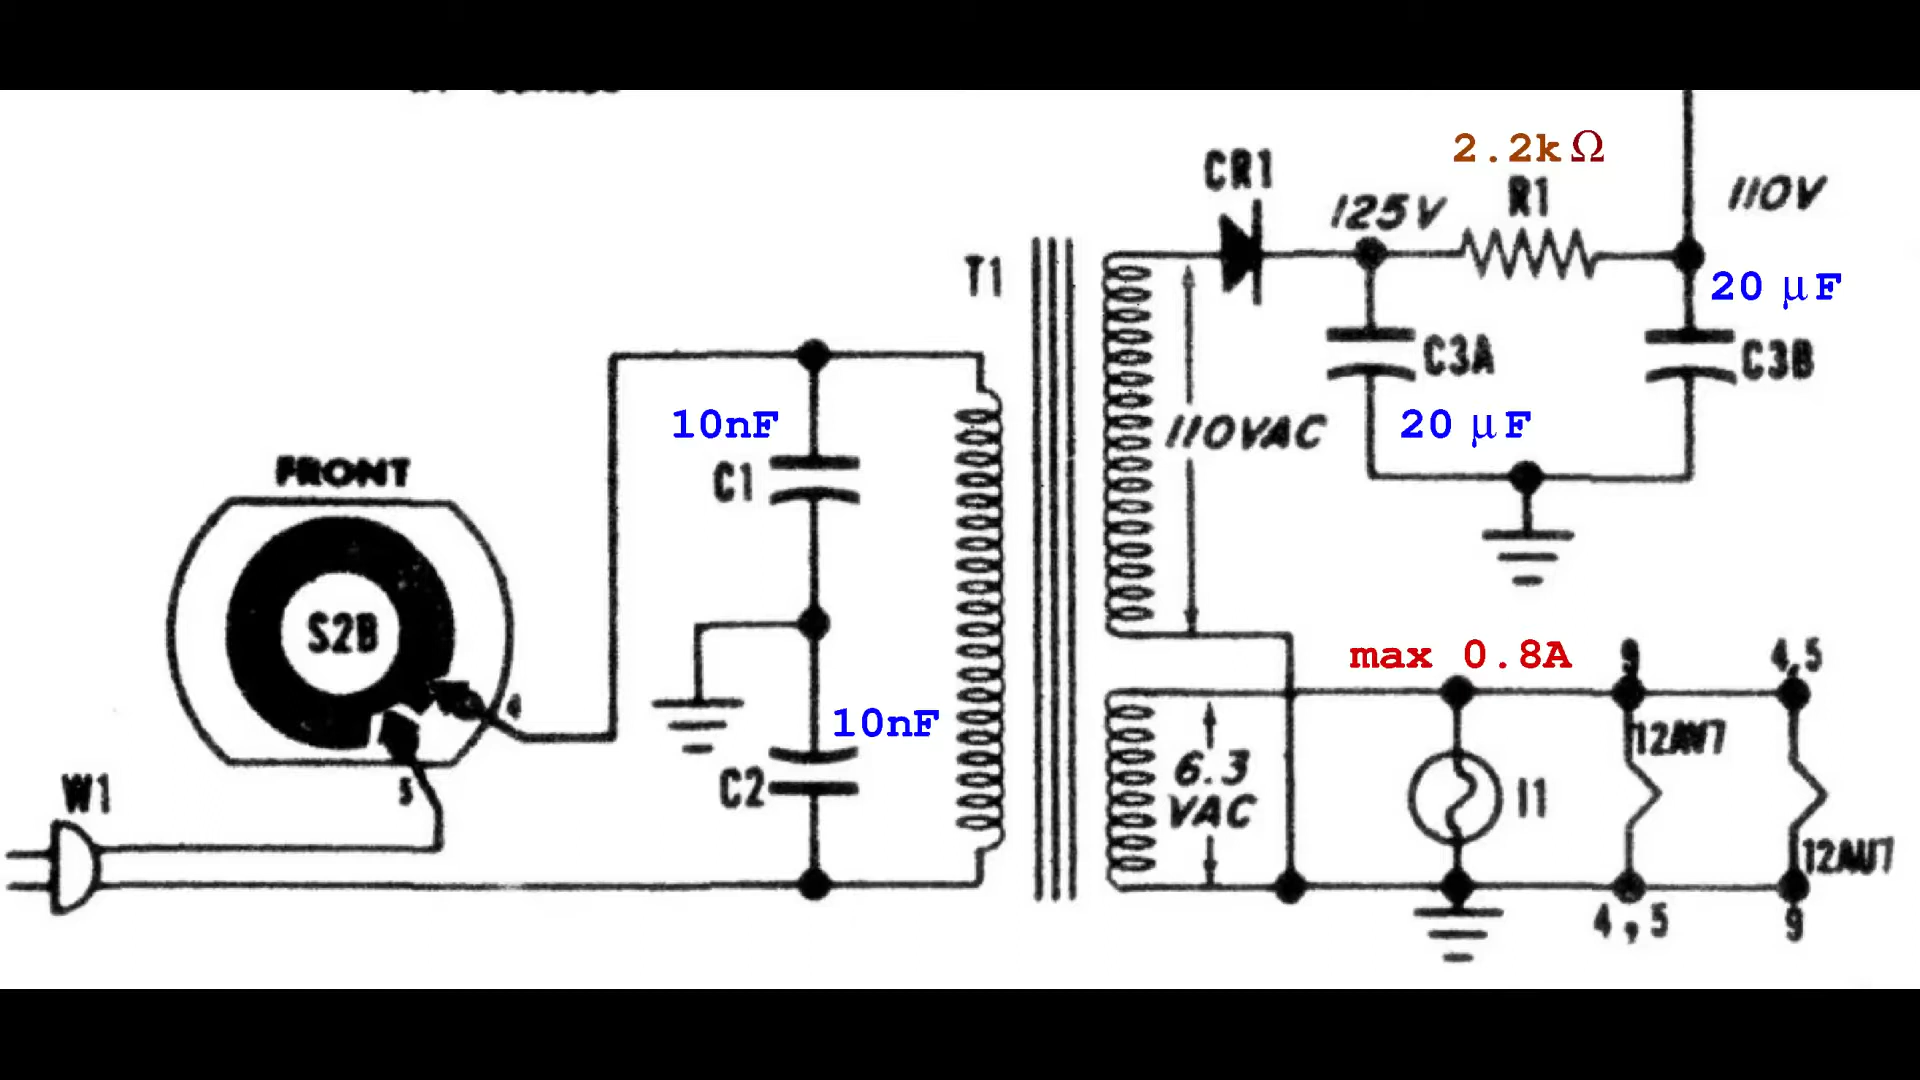 2.2kΩ
CR1
125V
R1
110V
T1
20 µF
C3A
C3B
10nF
110VAC
20 µF
FRONT
C1
S2B
max 0.8A
9
4,5
4
10nF
12AV7
6.3
VAC
W1
5
C2
I1
12AU7
4,5
9